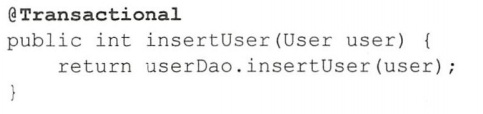 @Transactional
public int insertUser(User user) {
    return userDao.insertUser(user);
}